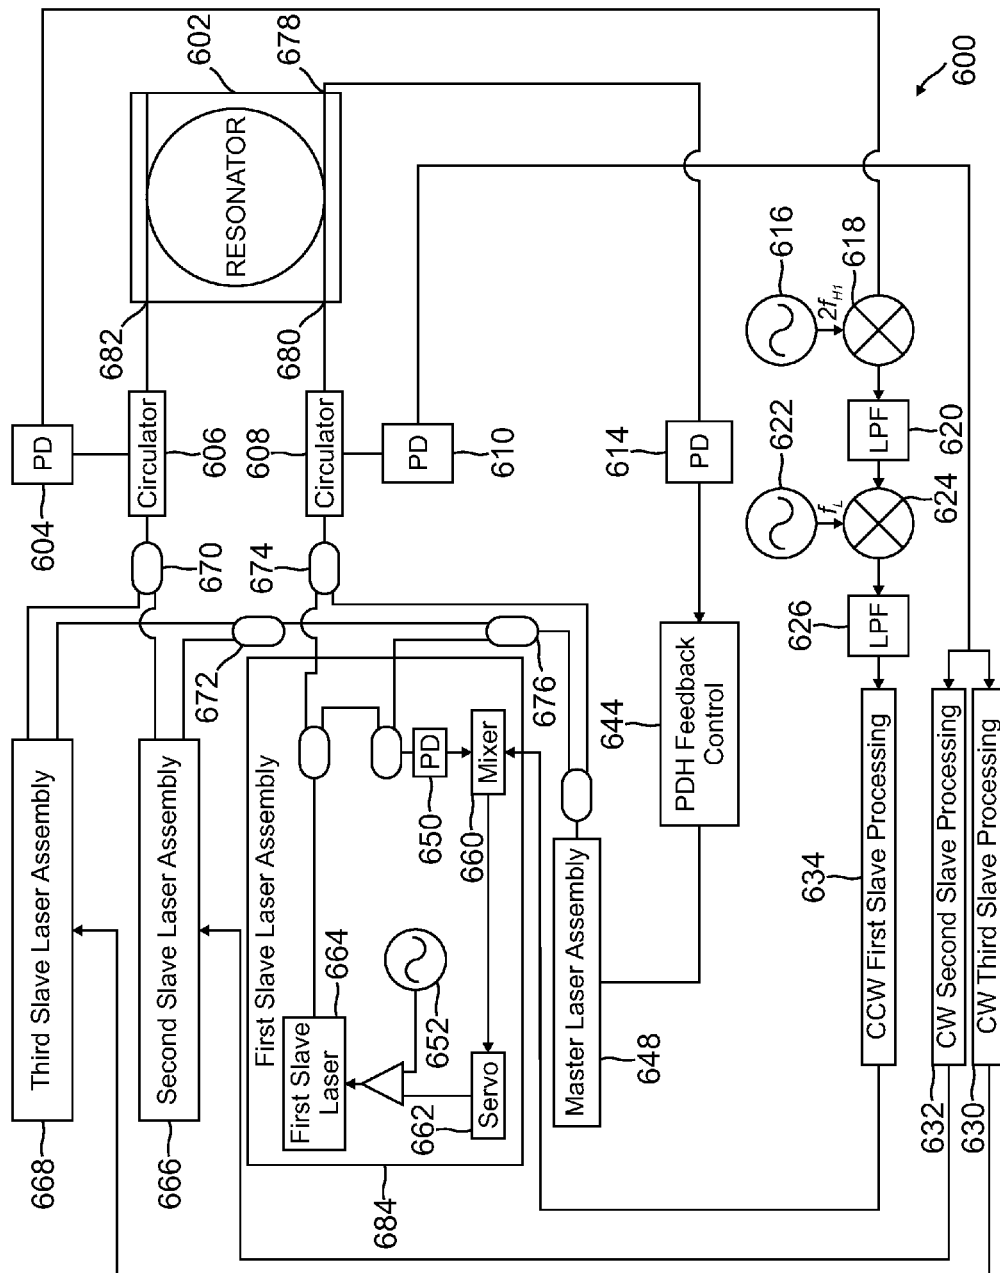 668
Third Slave Laser Assembly
604
PD
666
Second Slave Laser Assembly
670
Circulator
606
682
602
672
RESONATOR
First Slave Laser Assembly
674
684
First Slave
Laser
664
680
678
Circulator
608
662
652
650
PD
660
Mixer
Servo
676
PD
610
Master Laser Assembly
648
644
PDH Feedback
Control
614
PD
626
LPF
622
f_L
624
LPF
620
616
2f_H1
618
634
CCW First Slave Processing
632
CW Second Slave Processing
630
CW Third Slave Processing
600